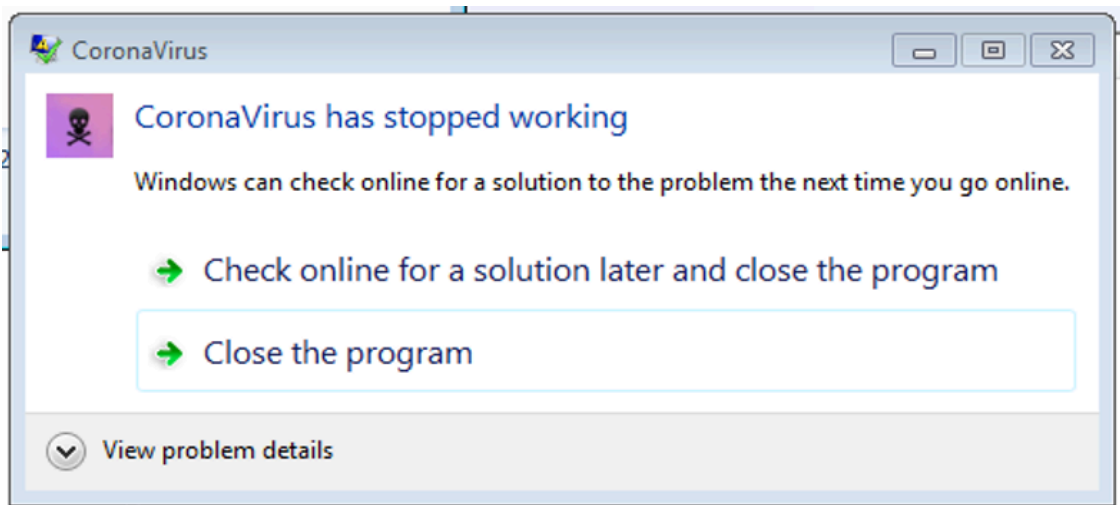 CoronaVirus
CoronaVirus has stopped working
Windows can check online for a solution to the problem the next time you go online.
Check online for a solution later and close the program
Close the program
View problem details